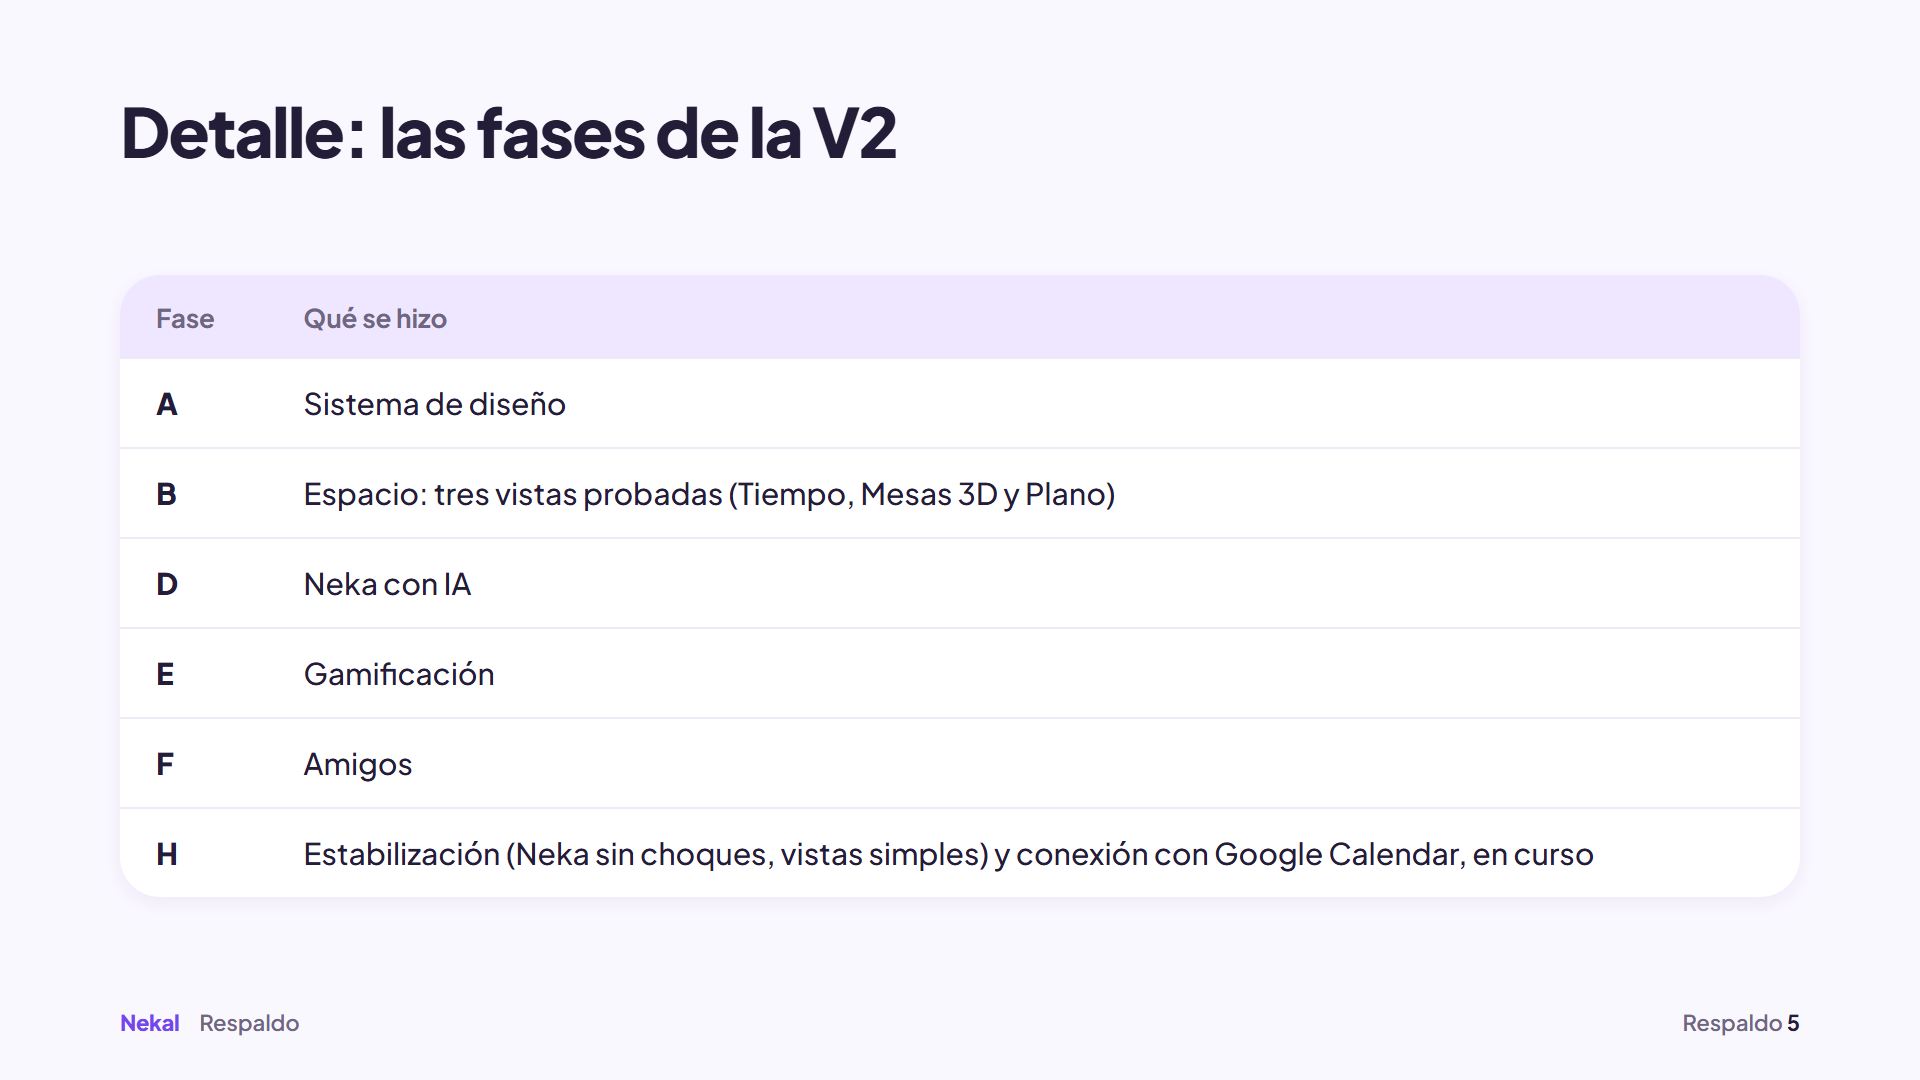 Detalle: las fases de la V2
Fase Qué se hizo
A Sistema de diseño
B Espacio: tres vistas probadas (Tiempo, Mesas 3D y Plano)
D Neka con IA
E Gamificación
F Amigos
H Estabilización (Neka sin choques, vistas simples) y conexión con Google Calendar, en curso
Nekal Respaldo
Respaldo 5